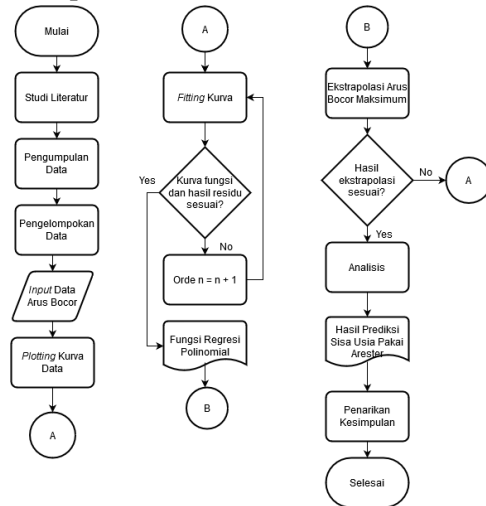 Mulai
Studi Literatur
Pengumpulan
Data
Pengelompokan
Data
Input Data
Arus Bocor
Plotting Kurva
Data
A
A
Fitting Kurva
Kurva fungsi
dan hasil residu
sesuai?
Yes
No
Orde n = n + 1
Fungsi Regresi
Polinomial
B
B
Ekstrapolasi Arus
Bocor Maksimum
Hasil
ekstrapolasi
sesuai?
No
A
Yes
Analisis
Hasil Prediksi
Sisa Usia Pakai
Arester
Penarikan
Kesimpulan
Selesai